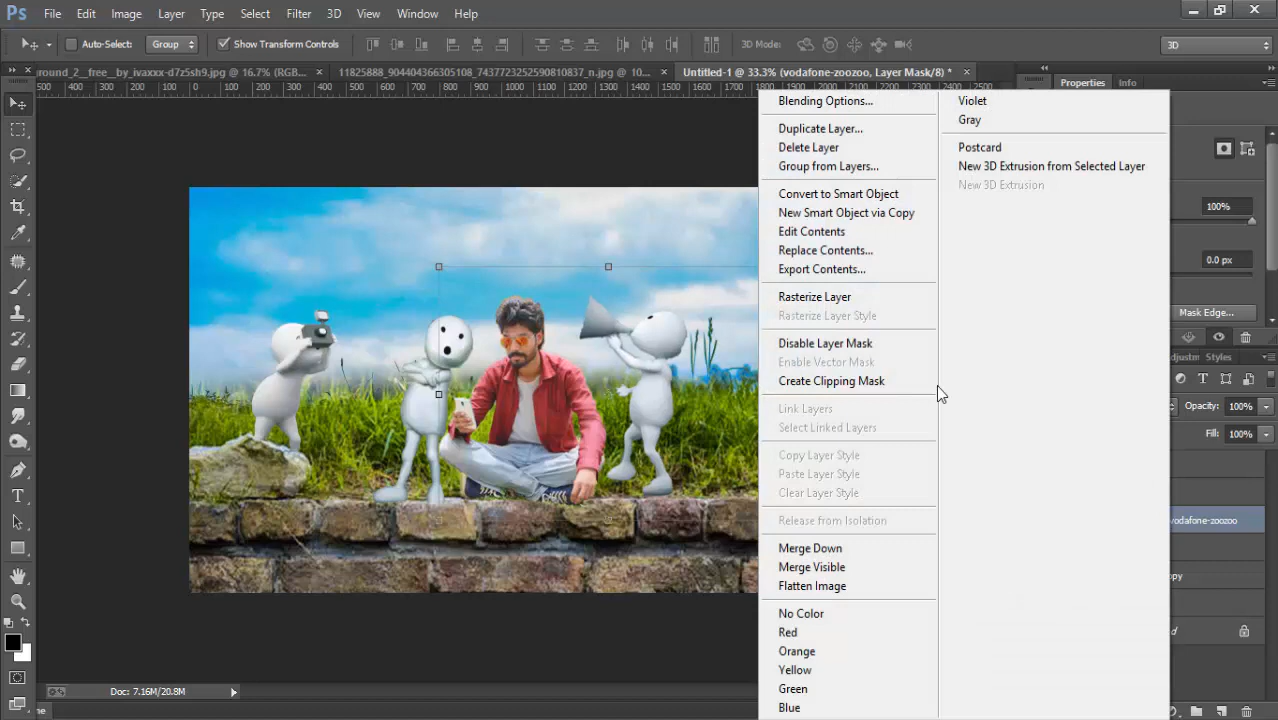 Ps File Edit Image Layer Type Select Filter 3D View Window Help
Auto-Select: Group Show Transform Controls 3D Mode: 3D
round_2__free__by_ivaxxx-d7z5sh9.jpg @ 16.7% (RGB... × 11825888_904404366305108_7437723252590810837_n.jpg @ 10... × Untitled-1 @ 33.3% (vodafone-zoozoo, Layer Mask/8) * ×
500 400 300 200 100 0 100 200 300 400 500 600 700 800 900 1000 1100 1200 1300 1400 1500 1600 1700 1800 1900 2000 2100 2200 2300 2400 2500
Properties Info
100%
0.0 px
Mask Edge...
Styles
Opacity: 100%
Fill: 100%
vodafone-zoozoo
opy
d
Blending Options...
Duplicate Layer...
Delete Layer
Group from Layers...
Convert to Smart Object
New Smart Object via Copy
Edit Contents
Replace Contents...
Export Contents...
Rasterize Layer
Rasterize Layer Style
Disable Layer Mask
Enable Vector Mask
Create Clipping Mask
Link Layers
Select Linked Layers
Copy Layer Style
Paste Layer Style
Clear Layer Style
Release from Isolation
Merge Down
Merge Visible
Flatten Image
No Color
Red
Orange
Yellow
Green
Blue
Violet
Gray
Postcard
New 3D Extrusion from Selected Layer
New 3D Extrusion
Doc: 7.16M/20.8M